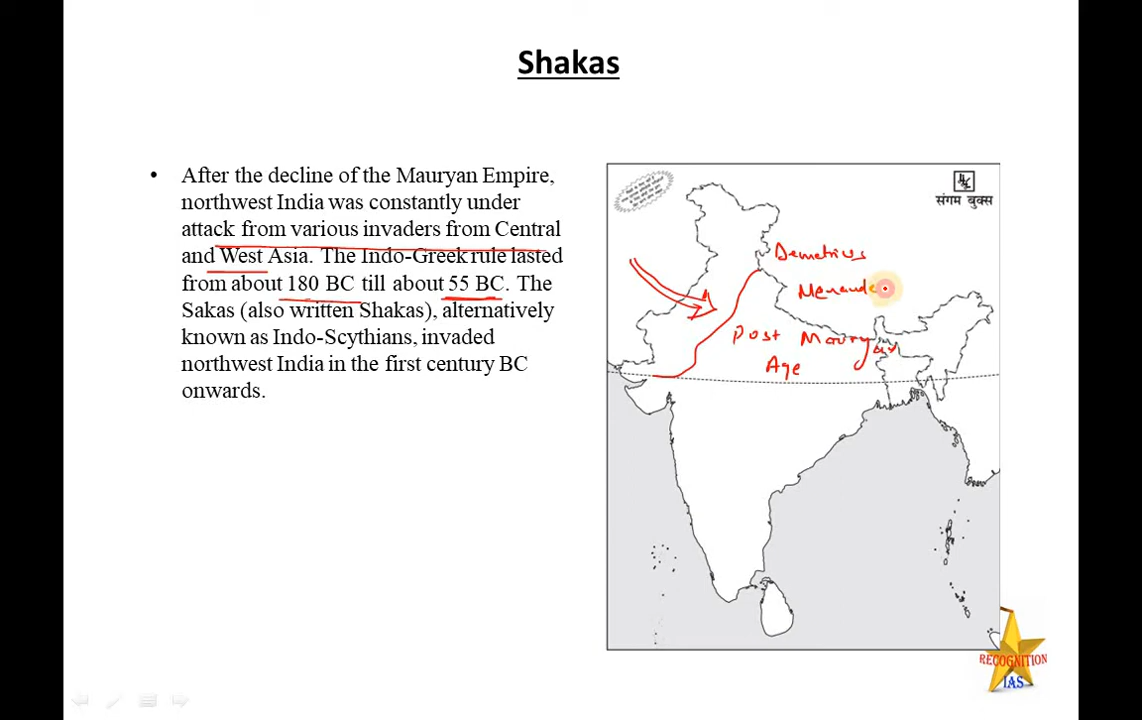 Shakas
• After the decline of the Mauryan Empire,
northwest India was constantly under
attack from various invaders from Central
and West Asia. The Indo-Greek rule lasted
from about 180 BC till about 55 BC. The
Sakas (also written Shakas), alternatively
known as Indo-Scythians, invaded
northwest India in the first century BC
onwards.
संगम बुक्स
Demetrius
Menande
Post Mauryan
Age
RECOGNITION
IAS